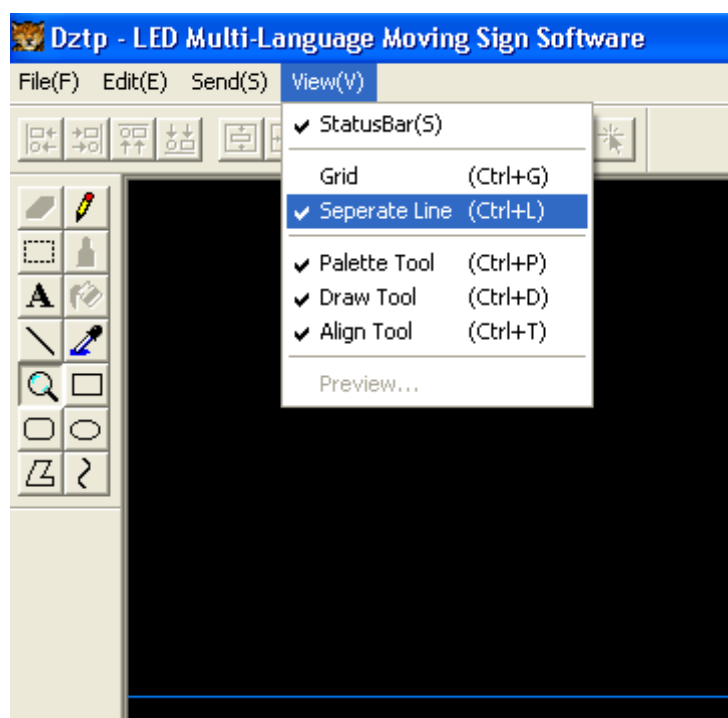 Dztp - LED Multi-Language Moving Sign Software
File(F) Edit(E) Send(S) View(V)
StatusBar(S)
Grid (Ctrl+G)
Seperate Line (Ctrl+L)
Palette Tool (Ctrl+P)
Draw Tool (Ctrl+D)
Align Tool (Ctrl+T)
Preview...
A